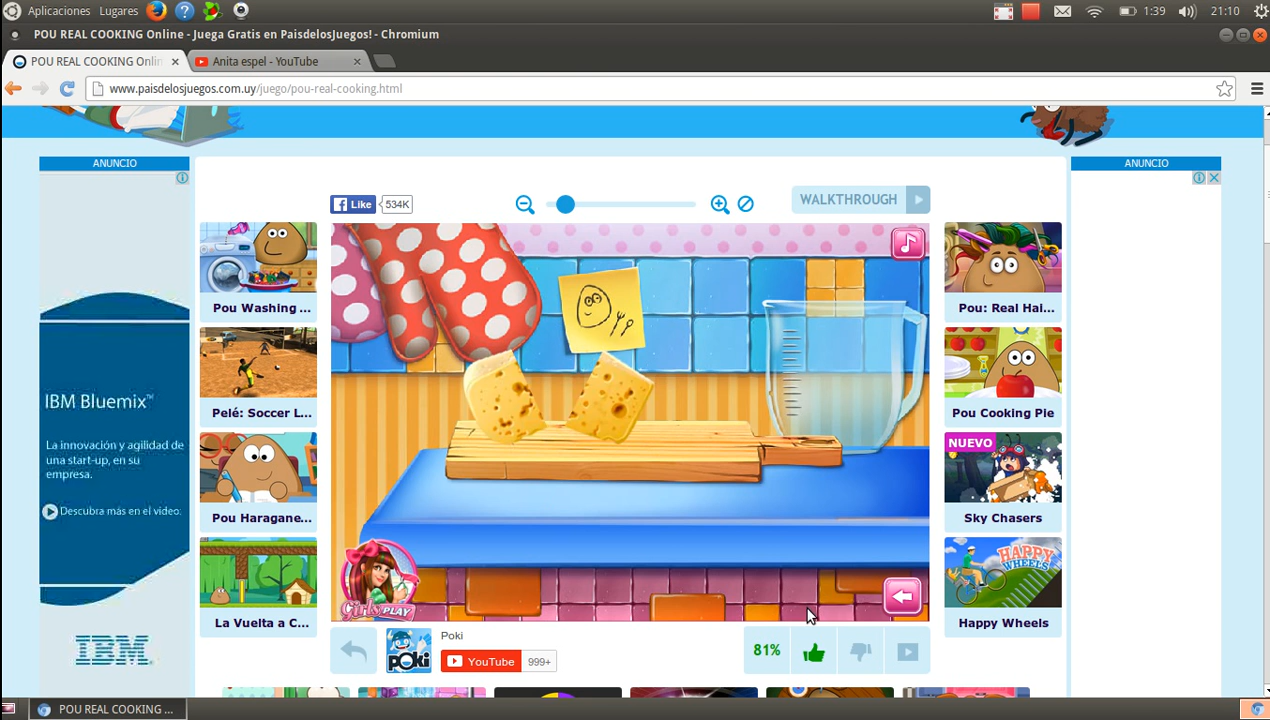 Aplicaciones Lugares
1:39 21:10
POU REAL COOKING Online - Juega Gratis en PaisdelosJuegos! - Chromium
POU REAL COOKING Onlin
Anita espel - YouTube
www.paisdelosjuegos.com.uy/juego/pou-real-cooking.html
ANUNCIO
ANUNCIO
Like 534K
WALKTHROUGH
Pou Washing ...
Pou: Real Hai...
Pelé: Soccer L...
Pou Cooking Pie
IBM Bluemix™
La innovación y agilidad de
una start-up, en su
empresa.
Descubra más en el video.
NUEVO
Pou Haragane...
Sky Chasers
HAPPY
WHEELS
Girls PLAY
La Vuelta a C...
Happy Wheels
IBM.
poki
Poki
YouTube 999+
81%
POU REAL COOKING ...